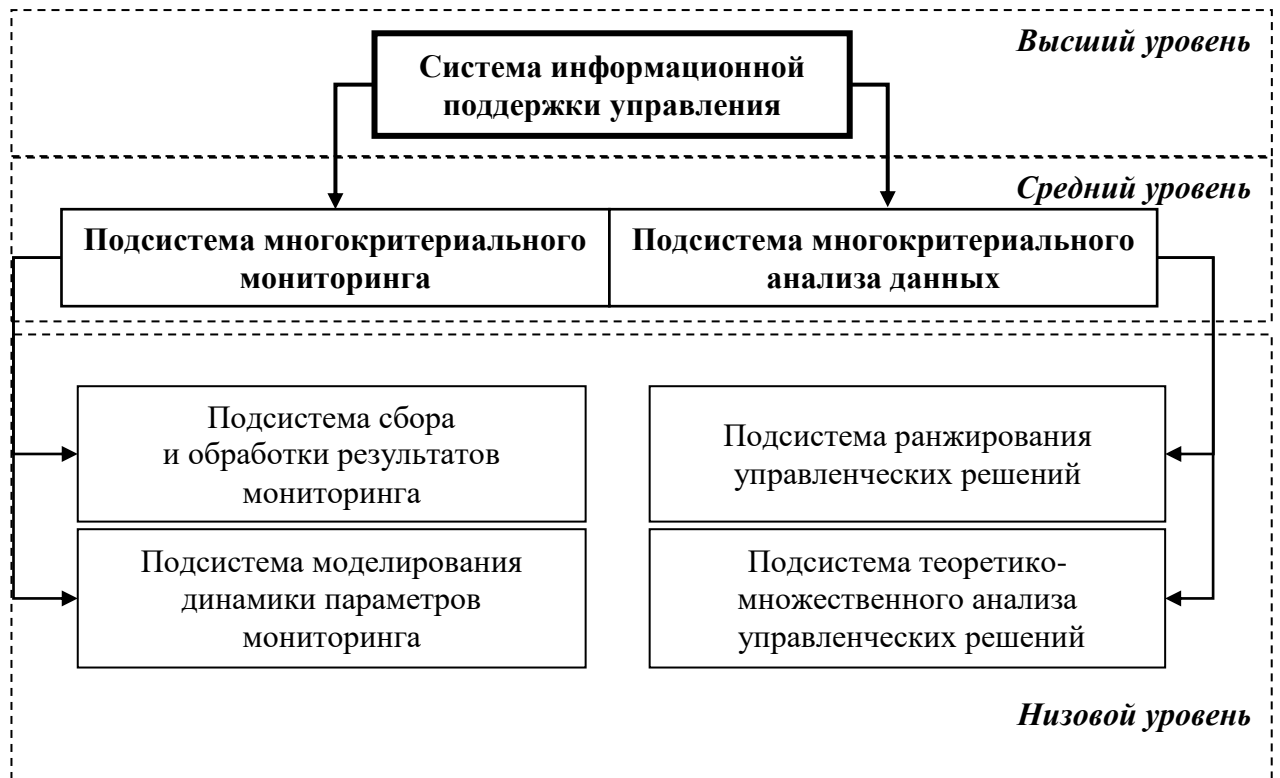 Высший уровень
Система информационной
поддержки управления
Средний уровень
Подсистема многокритериального
мониторинга
Подсистема многокритериального
анализа данных
Подсистема сбора
и обработки результатов
мониторинга
Подсистема ранжирования
управленческих решений
Подсистема моделирования
динамики параметров
мониторинга
Подсистема теоретико-
множественного анализа
управленческих решений
Низовой уровень